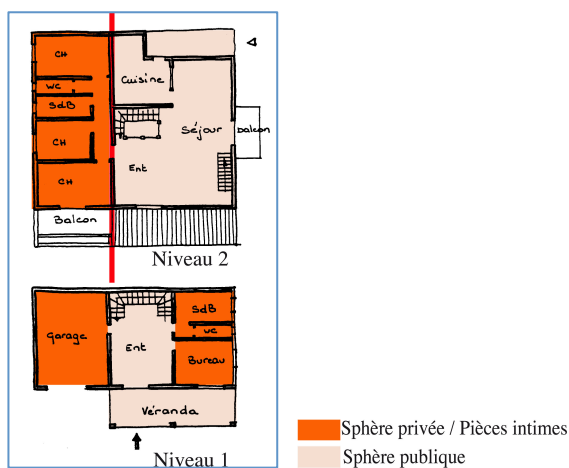 CH
Cuisine
WC
SdB
Séjour
Balcon
CH
Ent
CH
Balcon
Niveau 2
SdB
Garage
WC
Ent
Bureau
Véranda
Niveau 1
Sphère privée / Pièces intimes
Sphère publique